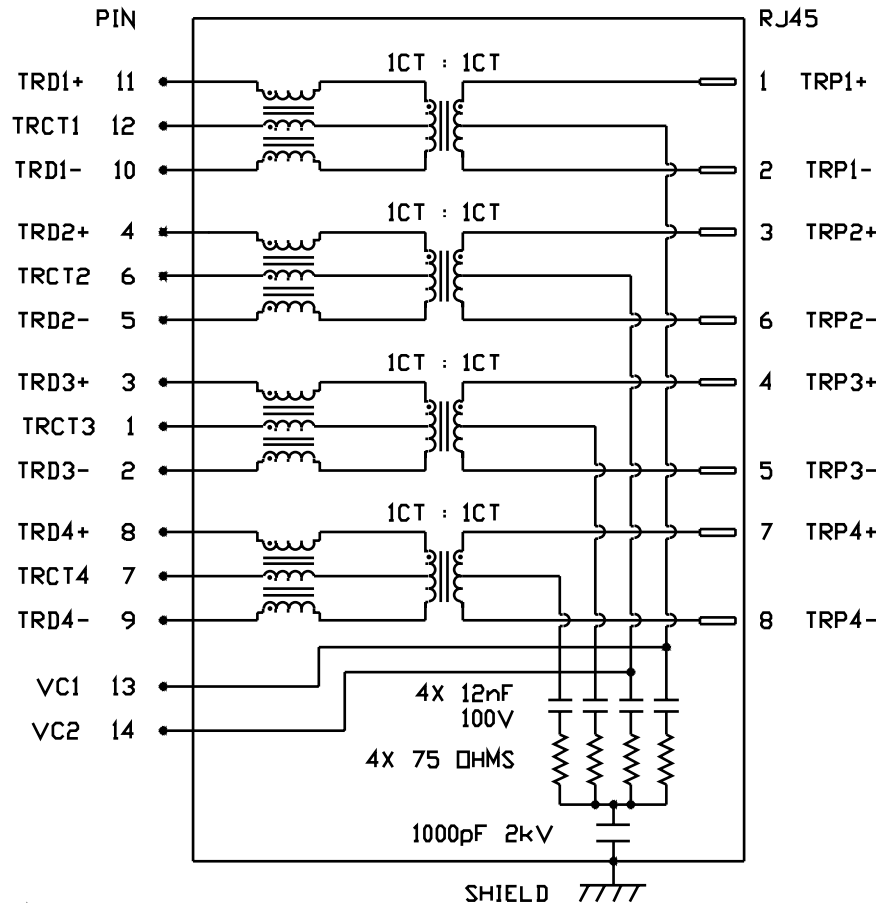 PIN RJ45
1CT : 1CT
TRD1+ 11 1 TRP1+
TRCT1 12
TRD1- 10 2 TRP1-
1CT : 1CT
TRD2+ 4 3 TRP2+
TRCT2 6
TRD2- 5 6 TRP2-
1CT : 1CT
TRD3+ 3 4 TRP3+
TRCT3 1
TRD3- 2 5 TRP3-
1CT : 1CT
TRD4+ 8 7 TRP4+
TRCT4 7
TRD4- 9 8 TRP4-
VC1 13
4X 12nF
100V
VC2 14
4X 75 OHMS
1000pF 2kV
SHIELD